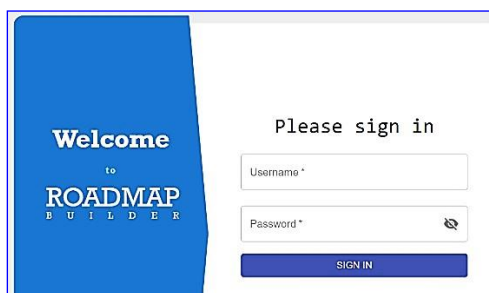 Welcome
to
ROADMAP
BUILDER
Please sign in
Username *
Password *
SIGN IN